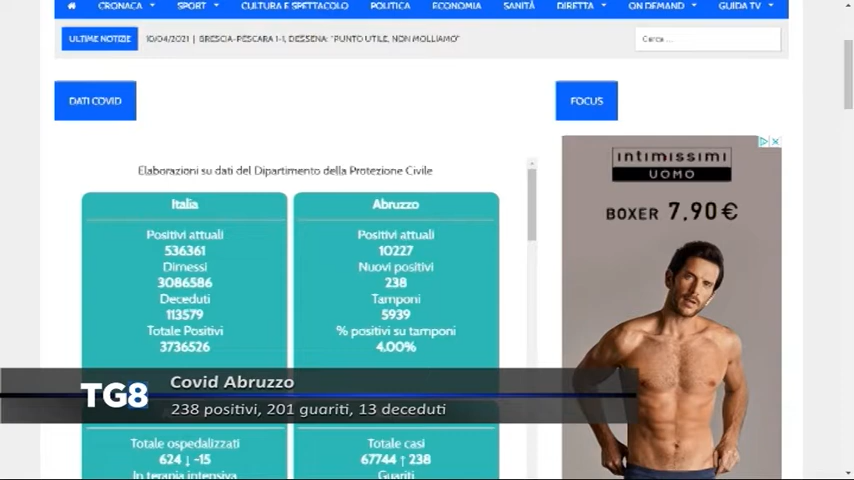 CRONACA SPORT CULTURA E SPETTACOLO POLITICA ECONOMIA SANITÀ DIRETTA ON DEMAND GUIDA TV
ULTIME NOTIZIE 10/04/2021 | BRESCIA-PESCARA 1-1, DESSENA: "PUNTO UTILE, NON MOLLIAMO" Cerca ...
DATI COVID
FOCUS
Elaborazioni su dati del Dipartimento della Protezione Civile
Italia
Positivi attuali
536361
Dimessi
3086586
Deceduti
113579
Totale Positivi
3736526
Abruzzo
Positivi attuali
10227
Nuovi positivi
238
Tamponi
5939
% positivi su tamponi
4.00%
intimissimi
UOMO
BOXER 7,90€
TG8
Covid Abruzzo
238 positivi, 201 guariti, 13 deceduti
Totale ospedalizzati
624 ↓ -15
In terapia intensiva
Totale casi
67744 ↑ 238
Guariti